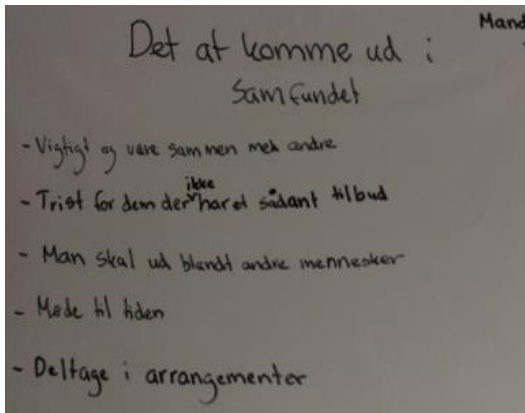 Det at komme ud i
samfundet
- Vigtigt og være sammen med andre
- Trist for dem der ikke har et sådant tilbud
- Man skal ud blandt andre mennesker
- Møde til tiden
- Deltage i arrangementer